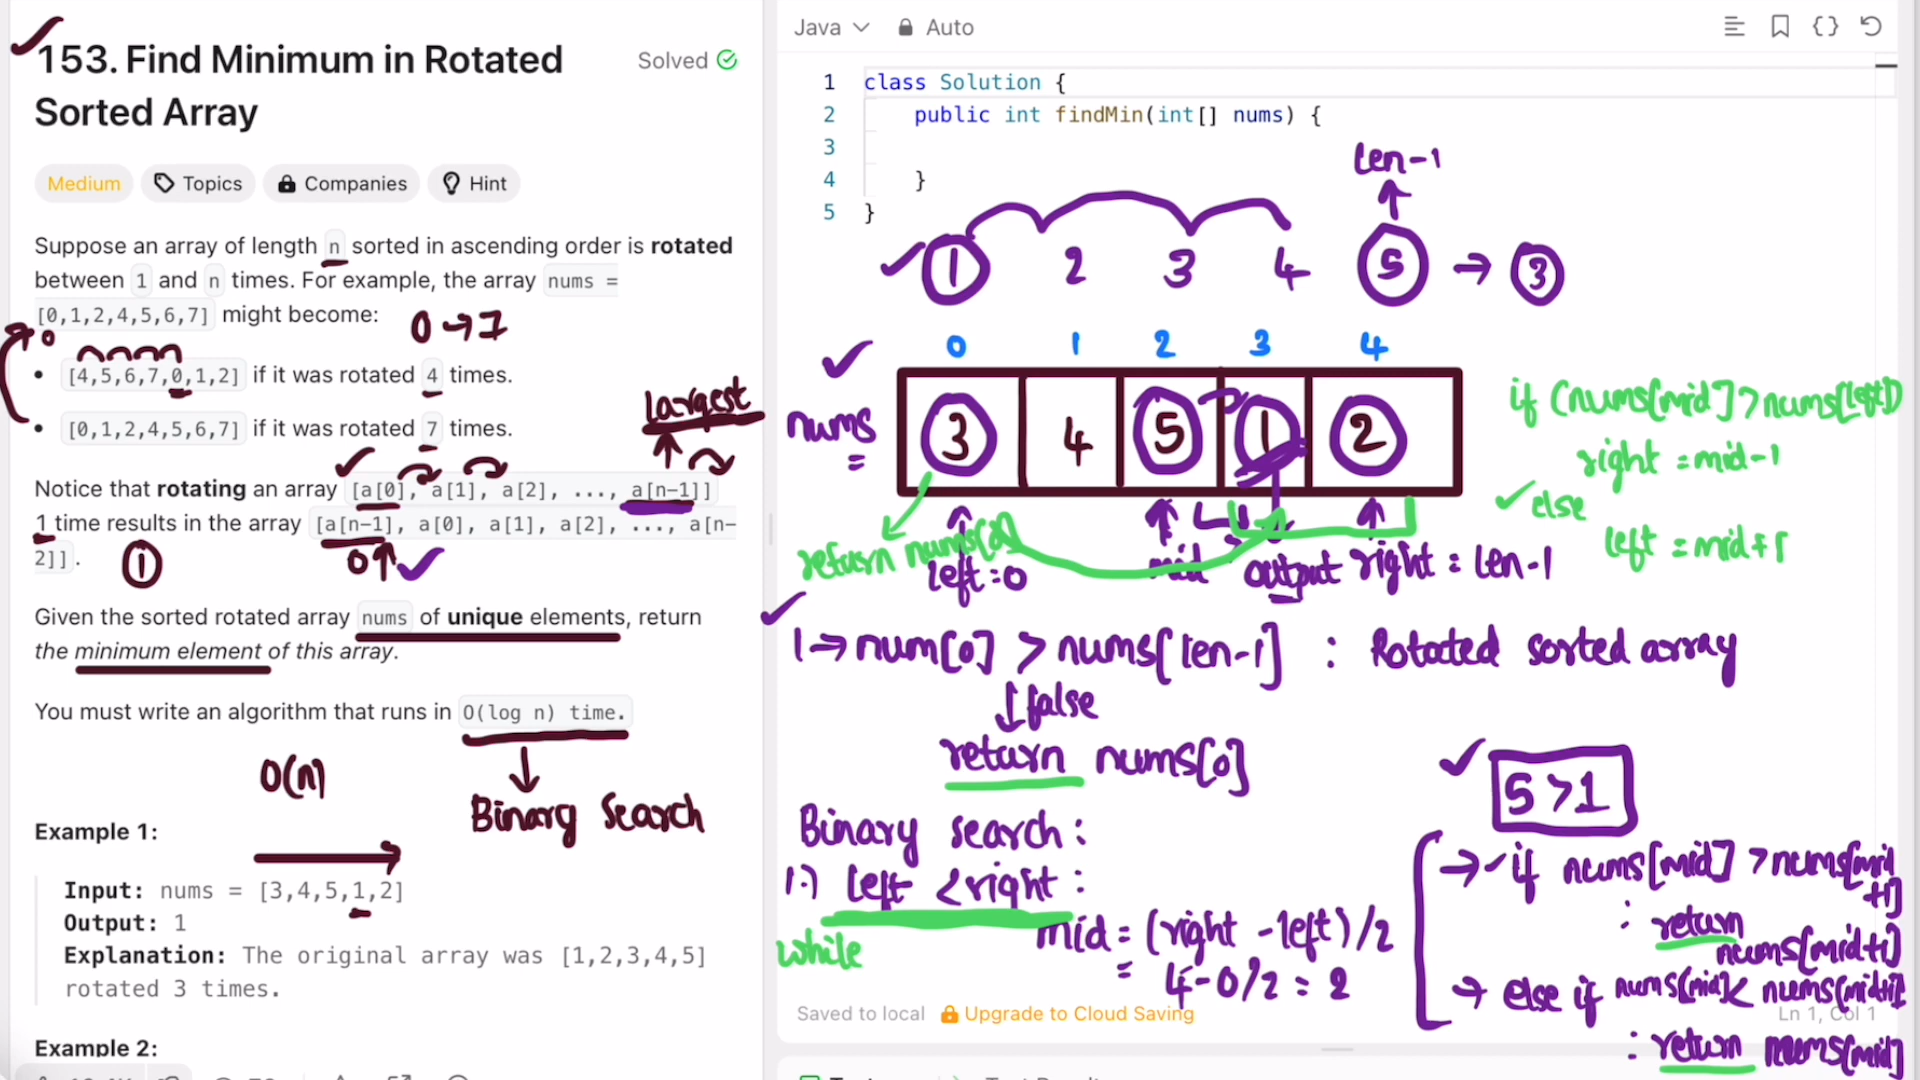 153. Find Minimum in Rotated
Sorted Array
Solved
Medium
Topics
Companies
Hint
Suppose an array of length n sorted in ascending order is rotated
between 1 and n times. For example, the array nums =
[0,1,2,4,5,6,7] might become:
0→7
0
• [4,5,6,7,0,1,2] if it was rotated 4 times.
largest
• [0,1,2,4,5,6,7] if it was rotated 7 times.
Notice that rotating an array [a[0], a[1], a[2], ..., a[n-1]]
1 time results in the array [a[n-1], a[0], a[1], a[2], ..., a[n-
2]].
1
0
Given the sorted rotated array nums of unique elements, return
the minimum element of this array.
You must write an algorithm that runs in O(log n) time.
O(n)
Binary Search
Example 1:
Input: nums = [3,4,5,1,2]
Output: 1
Explanation: The original array was [1,2,3,4,5]
rotated 3 times.
Example 2:
Java
Auto
1 class Solution {
2 public int findMin(int[] nums) {
3
4 }
5 }
len-1
1 2 3 4 5 → 3
0 1 2 3 4
nums = 3 4 5 1 2
if (nums[mid] > nums[left])
right = mid-1
else
left = mid+1
return nums[0]
left = 0
mid
output
right = len-1
1→ num[0] > nums[len-1] : Rotated sorted array
false
return nums[0]
5 > 1
Binary search:
1.) left < right :
while
mid = (right - left)/2
= 4-0/2 = 2
→ if nums[mid] > nums[mid
+1]
: return
nums[mid+1]
→ else if nums[mid] < nums[mid+1]
: return nums[mid]
Saved to local
Upgrade to Cloud Saving
Ln 1, Col 1